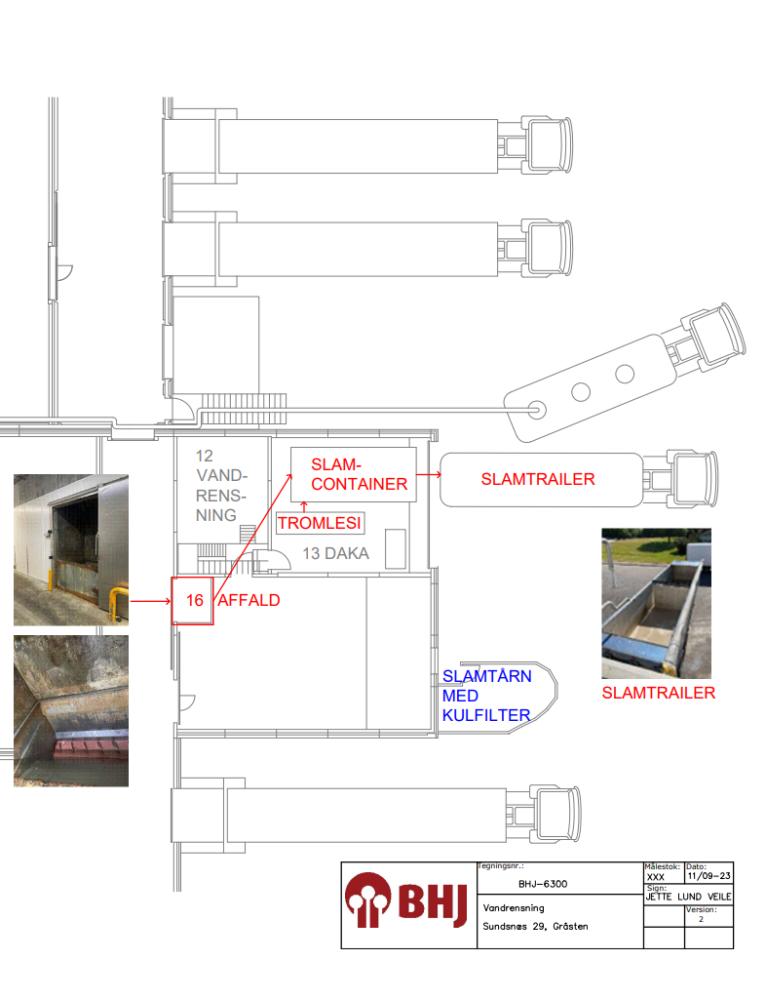 12
VAND-
RENS-
NING
SLAM-
CONTAINER
SLAMTRAILER
TROMLESI
13 DAKA
16
AFFALD
SLAMTÅRN
MED
KULFILTER
SLAMTRAILER
BHJ
Tegningsnr.:
BHJ-6300
Vandrensning
Sundsnæs 29, Gråsten
Målestok:
XXX
Dato:
11/09-23
Sign:
JETTE LUND VEILE
Version:
2